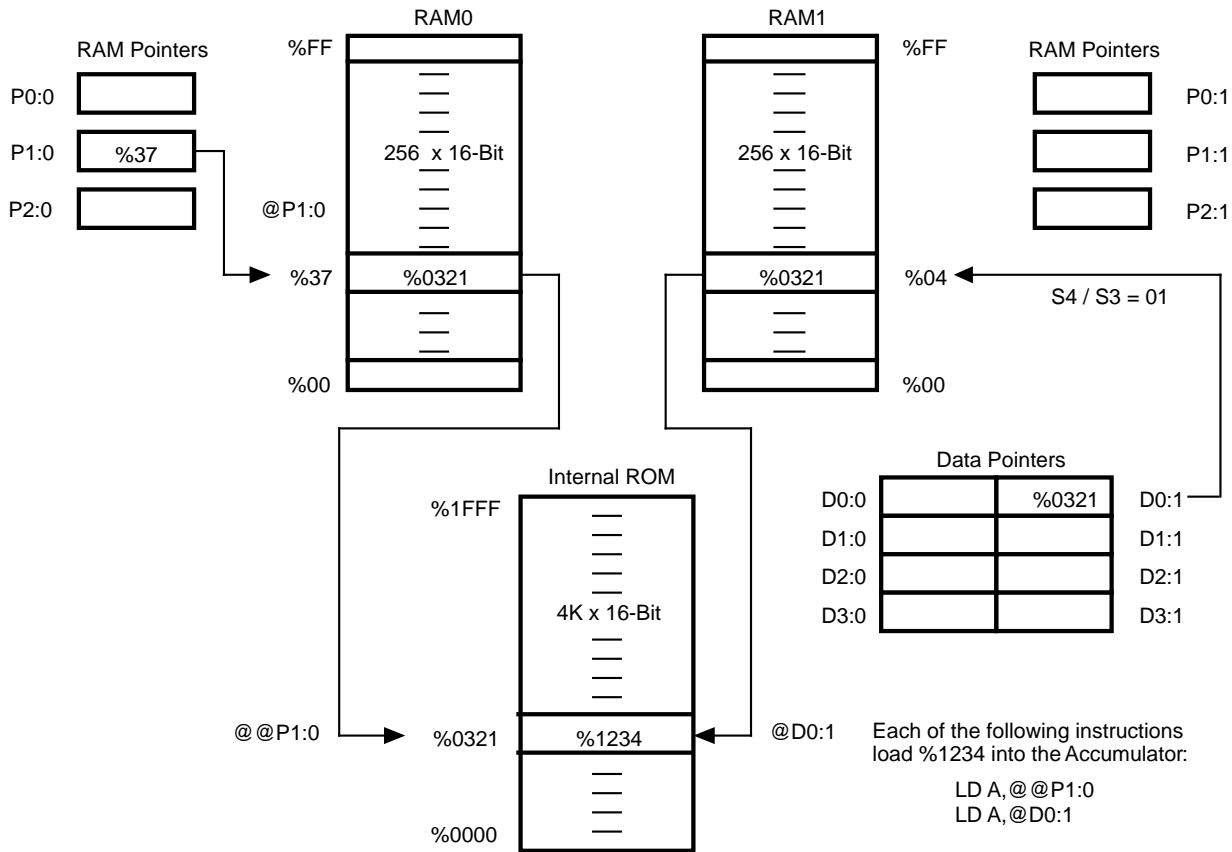 RAM0
RAM1
%FF
%FF
RAM Pointers
RAM Pointers
P0:0
P0:1
P1:0
%37
256 x 16-Bit
256 x 16-Bit
P1:1
P2:0
@P1:0
P2:1
%37
%0321
%0321
%04
S4 / S3 = 01
%00
%00
Data Pointers
Internal ROM
D0:0
%0321
D0:1
%1FFF
D1:0
D1:1
D2:0
D2:1
4K x 16-Bit
D3:0
D3:1
@@P1:0
%0321
%1234
@D0:1
Each of the following instructions
load %1234 into the Accumulator:
LD A,@@P1:0
LD A,@D0:1
%0000